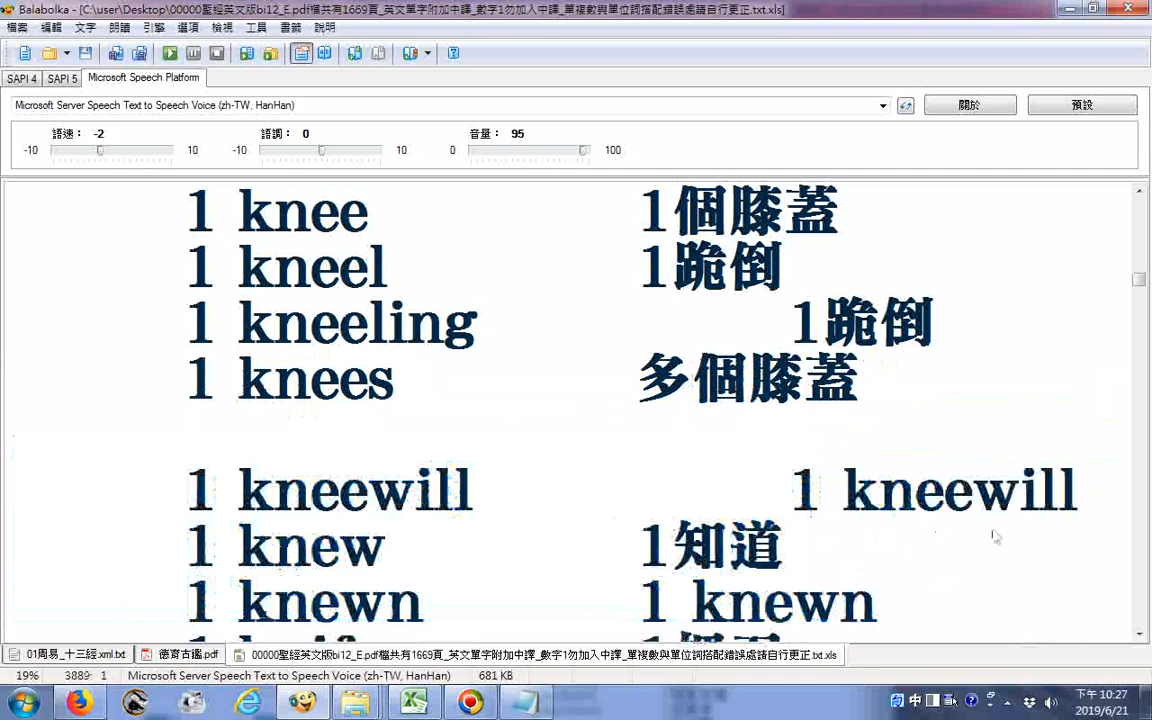 Balabolka - [C:\user\Desktop\00000聖經英文版bi12_E.pdf檔共有1669頁_英文單字附加中譯_數字1勿加入中譯_單複數與單位詞搭配錯誤處請自行更正.txt.xls]
檔案 編輯 文字 朗讀 引擎 選項 檢視 工具 書籤 說明
SAPI 4 SAPI 5 Microsoft Speech Platform
Microsoft Server Speech Text to Speech Voice (zh-TW, HanHan) 關於 預設
語速： -2 語調： 0 音量： 95
-10 10 -10 10 0 100
1 knee 1個膝蓋
1 kneel 1跪倒
1 kneeling 1跪倒
1 knees 多個膝蓋
1 kneewill 1 kneewill
1 knew 1知道
1 knewn 1 knewn
01周易_十三經.xml.txt 德育古鑑.pdf 00000聖經英文版bi12_E.pdf檔共有1669頁_英文單字附加中譯_數字1勿加入中譯_單複數與單位詞搭配錯誤處請自行更正.txt.xls
19% 3889: 1 Microsoft Server Speech Text to Speech Voice (zh-TW, HanHan) 681 KB
中 下午 10:27
2019/6/21